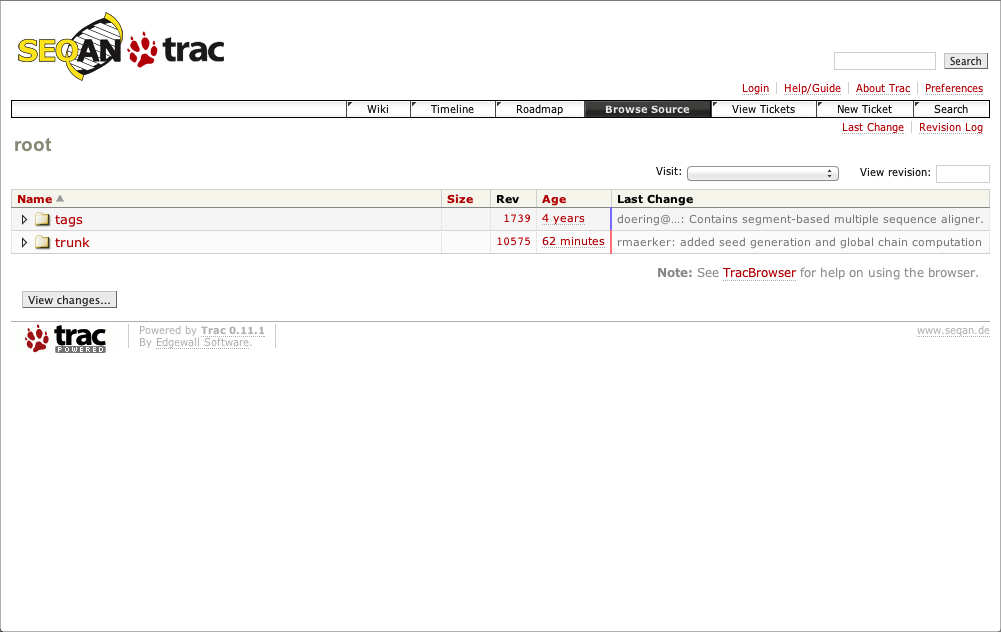 SEQAN trac
Search
Login Help/Guide About Trac Preferences
Wiki Timeline Roadmap Browse Source View Tickets New Ticket Search
Last Change Revision Log
root
Visit: View revision:
Name Size Rev Age Last Change
tags 1739 4 years doering@…: Contains segment-based multiple sequence aligner.
trunk 10575 62 minutes rmaerker: added seed generation and global chain computation
Note: See TracBrowser for help on using the browser.
View changes...
trac POWERED
Powered by Trac 0.11.1
By Edgewall Software.
www.seqan.de